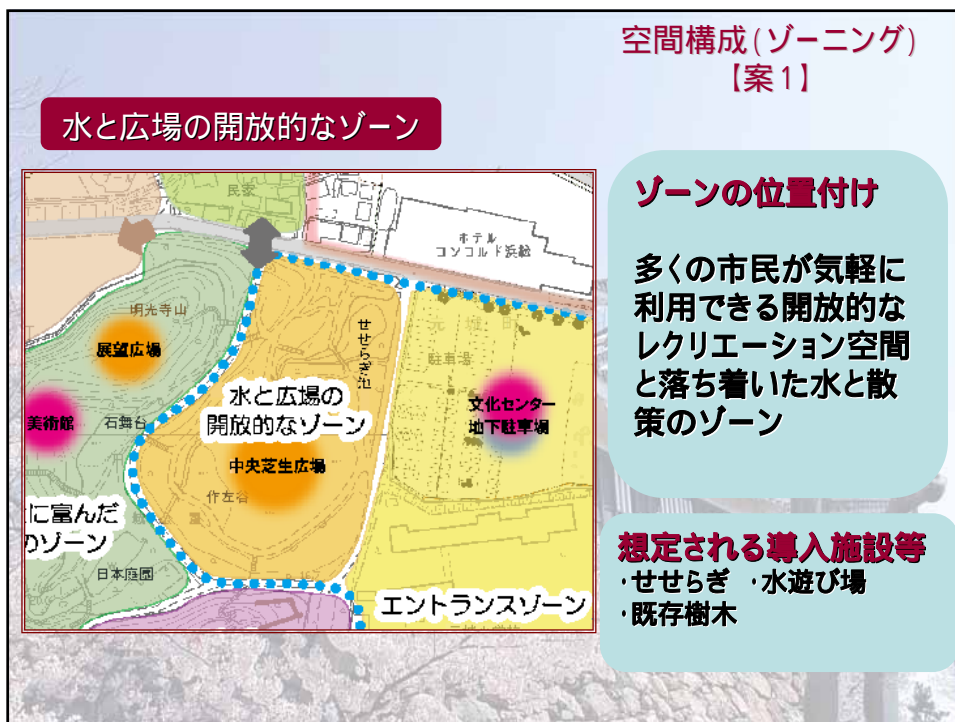 空間構成(ゾーニング)
【案1】
水と広場の開放的なゾーン
民家
ホテル
コンコルド浜松
明光寺山
展望広場
せせらぎ池
元城町
駐車場
水と広場の
開放的なゾーン
美術館
石舞台
文化センター
地下駐車場
中央芝生広場
作左谷
に富んだ
のゾーン
日本庭園
エントランスゾーン
ゾーンの位置付け
多くの市民が気軽に
利用できる開放的な
レクリエーション空間
と落ち着いた水と散
策のゾーン
想定される導入施設等
・せせらぎ ・水遊び場
・既存樹木